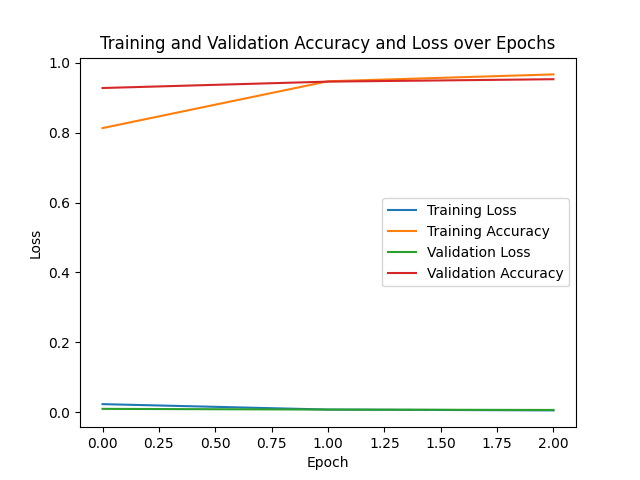 Training and Validation Accuracy and Loss over Epochs
1.0
0.8
0.6
0.4
0.2
0.0
Loss
Training Loss
Training Accuracy
Validation Loss
Validation Accuracy
0.00 0.25 0.50 0.75 1.00 1.25 1.50 1.75 2.00
Epoch